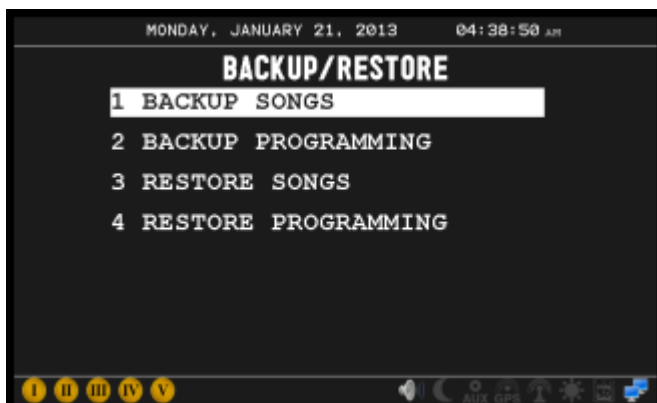 MONDAY, JANUARY 21, 2013 04:38:50 AM
BACKUP/RESTORE
1 BACKUP SONGS
2 BACKUP PROGRAMMING
3 RESTORE SONGS
4 RESTORE PROGRAMMING
I II III IV V AUX GPS